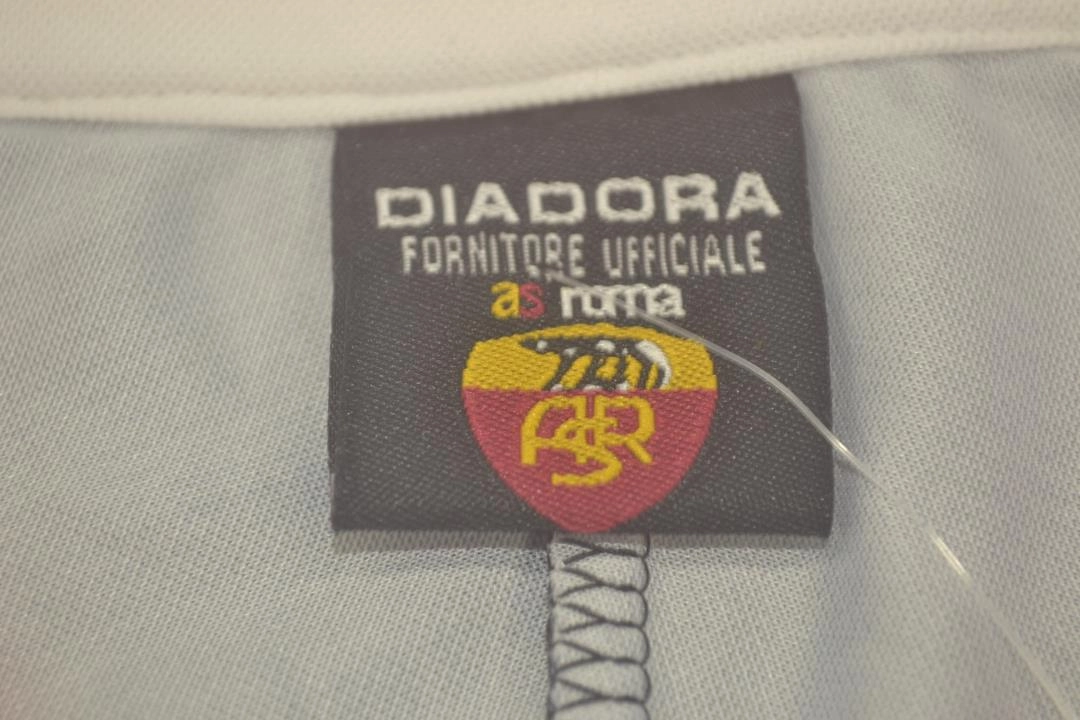 DIADORA
FORNITORE UFFICIALE
as roma
ASR